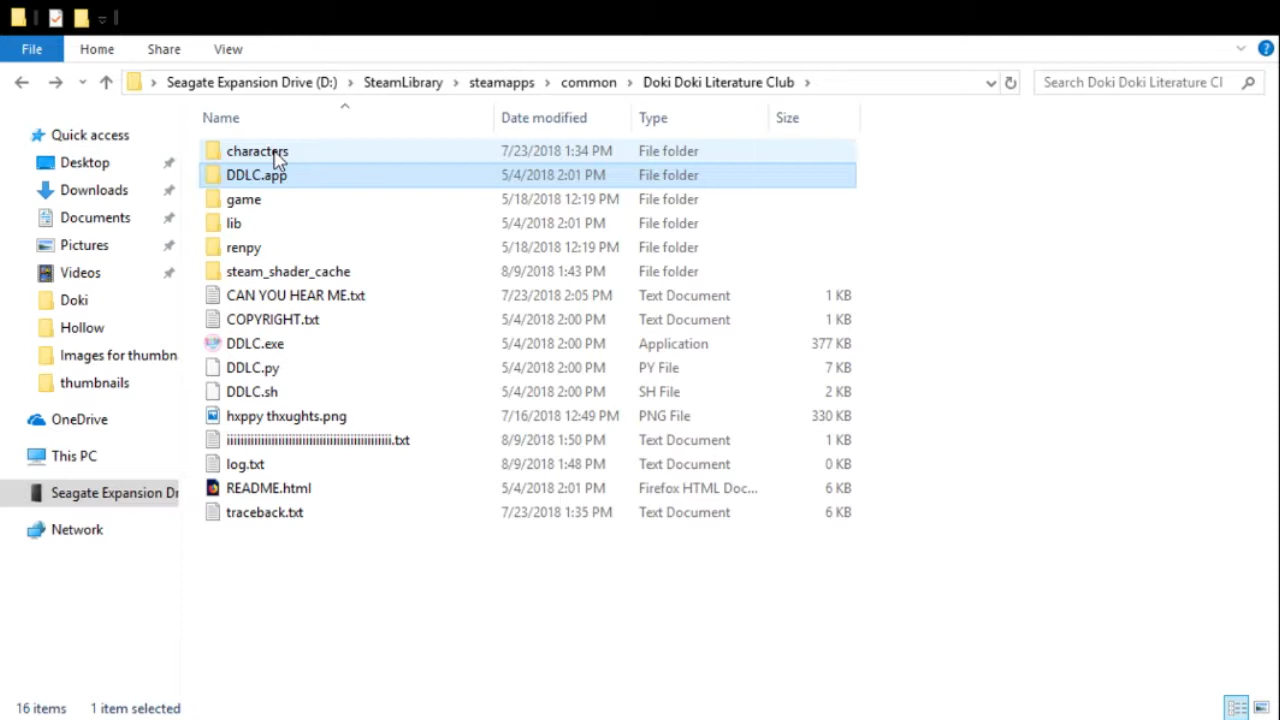 File Home Share View
Seagate Expansion Drive (D:) SteamLibrary steamapps common Doki Doki Literature Club Search Doki Doki Literature Cl
Name Date modified Type Size
Quick access
Desktop
Downloads
Documents
Pictures
Videos
Doki
Hollow
Images for thumbn
thumbnails
OneDrive
This PC
Seagate Expansion Dr
Network
characters 7/23/2018 1:34 PM File folder
DDLC.app 5/4/2018 2:01 PM File folder
game 5/18/2018 12:19 PM File folder
lib 5/4/2018 2:01 PM File folder
renpy 5/18/2018 12:19 PM File folder
steam_shader_cache 8/9/2018 1:43 PM File folder
CAN YOU HEAR ME.txt 7/23/2018 2:05 PM Text Document 1 KB
COPYRIGHT.txt 5/4/2018 2:00 PM Text Document 1 KB
DDLC.exe 5/4/2018 2:00 PM Application 377 KB
DDLC.py 5/4/2018 2:00 PM PY File 7 KB
DDLC.sh 5/4/2018 2:00 PM SH File 2 KB
hxppy thxughts.png 7/16/2018 12:49 PM PNG File 330 KB
8/9/2018 1:50 PM Text Document 1 KB
log.txt 8/9/2018 1:48 PM Text Document 0 KB
README.html 5/4/2018 2:01 PM Firefox HTML Doc... 6 KB
traceback.txt 7/23/2018 1:35 PM Text Document 6 KB
16 items 1 item selected